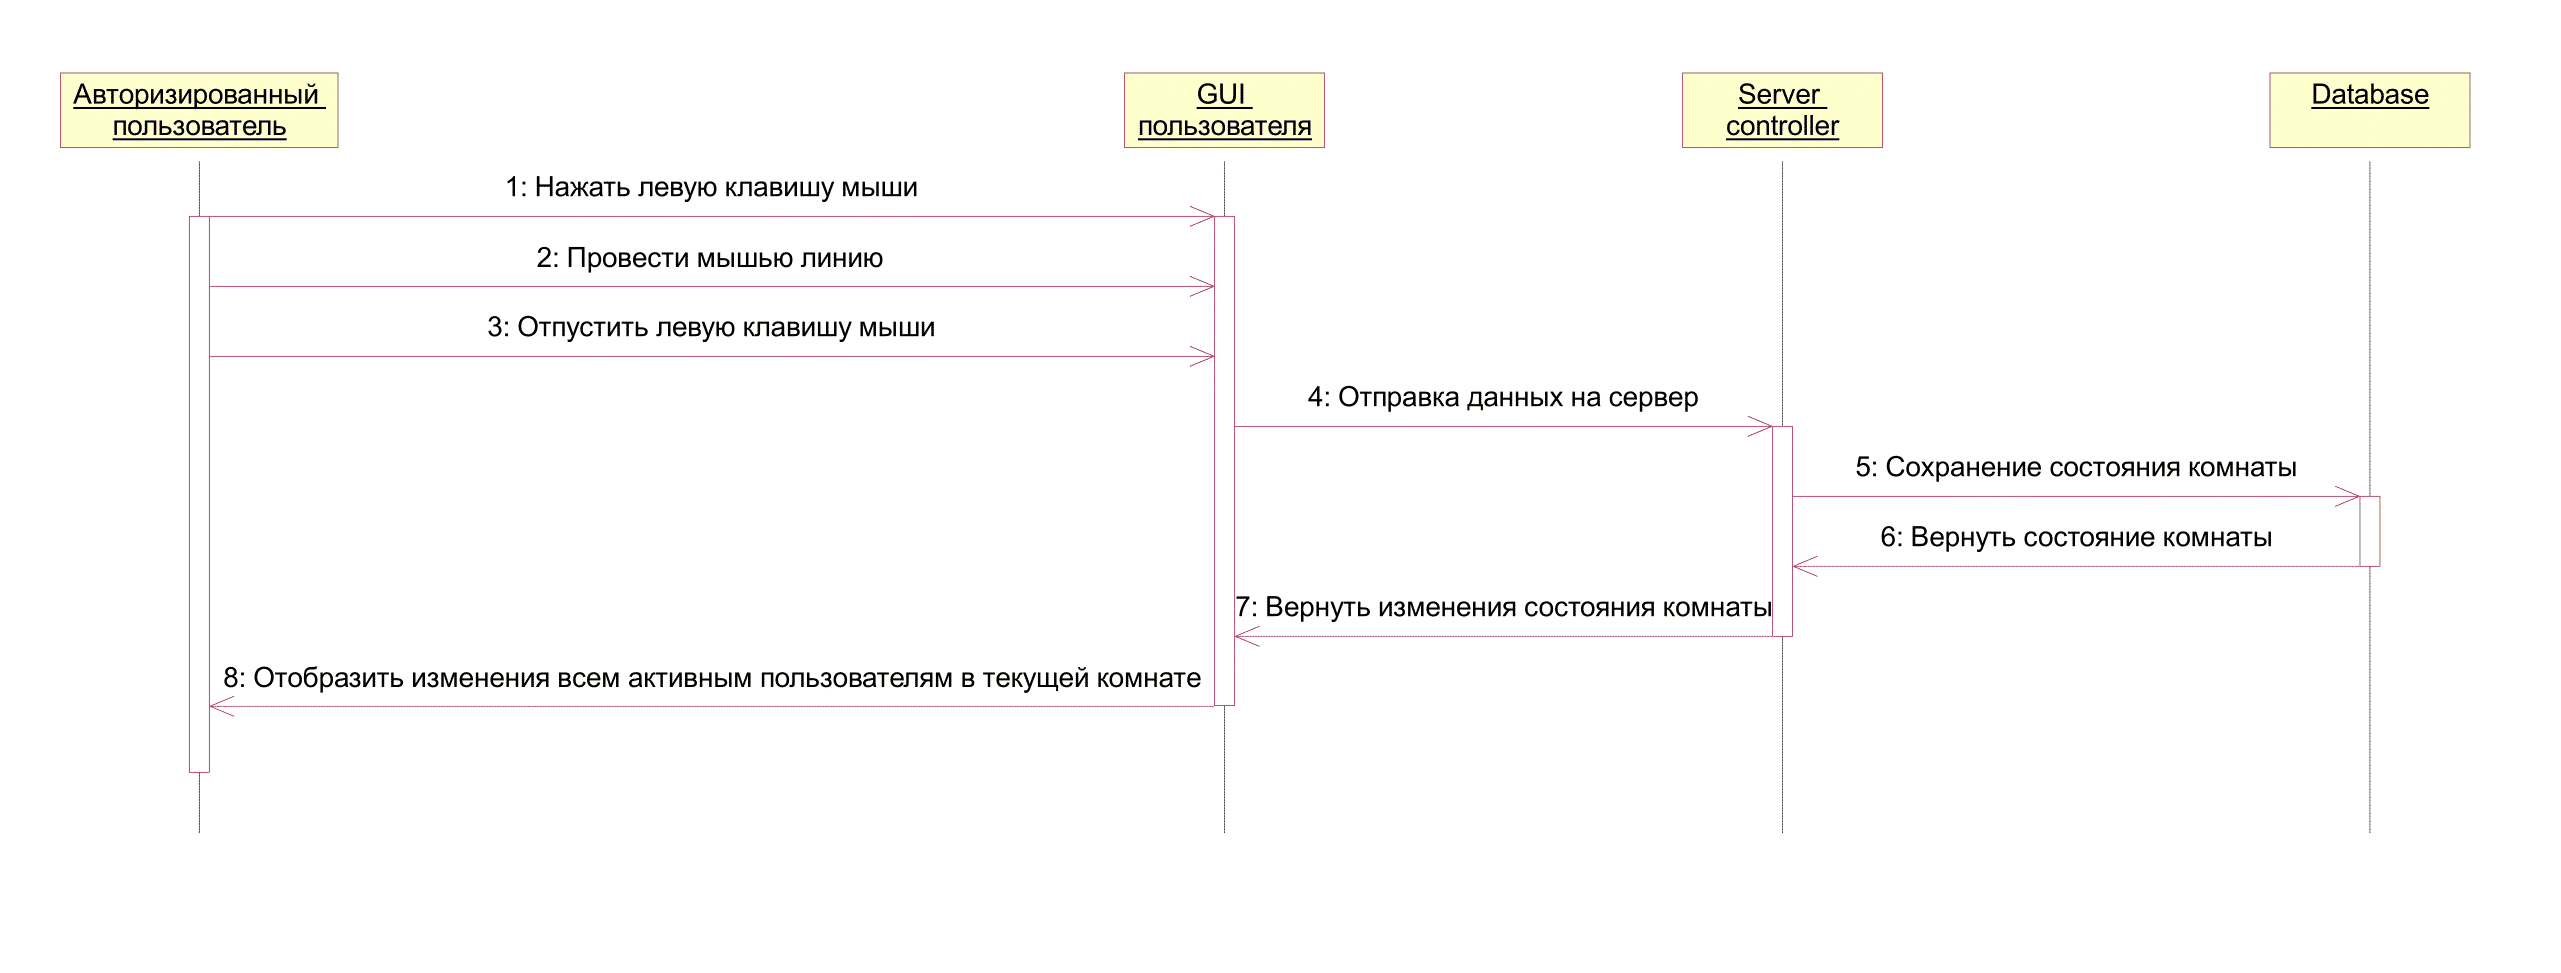 Авторизированный
пользователь
GUI
пользователя
Server
controller
Database
1: Нажать левую клавишу мыши
2: Провести мышью линию
3: Отпустить левую клавишу мыши
4: Отправка данных на сервер
5: Сохранение состояния комнаты
6: Вернуть состояние комнаты
7: Вернуть изменения состояния комнаты
8: Отобразить изменения всем активным пользователям в текущей комнате